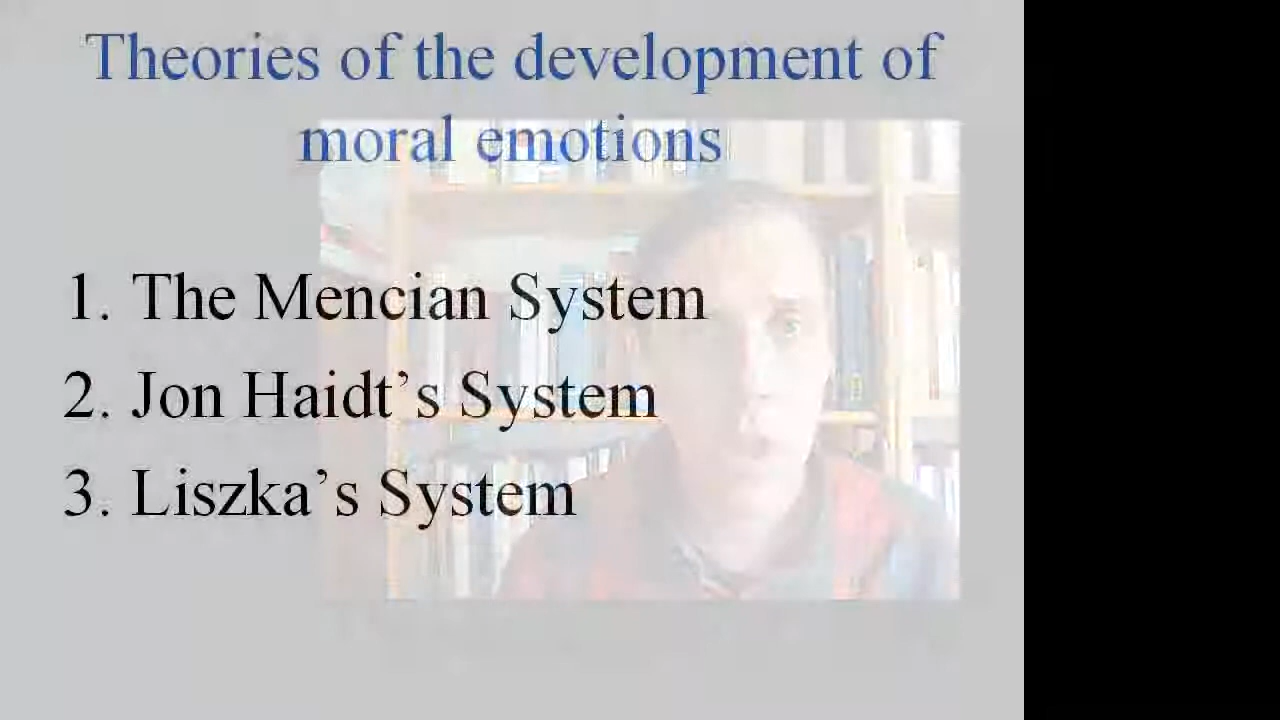 Theories of the development of
moral emotions
1. The Mencian System
2. Jon Haidt’s System
3. Liszka’s System